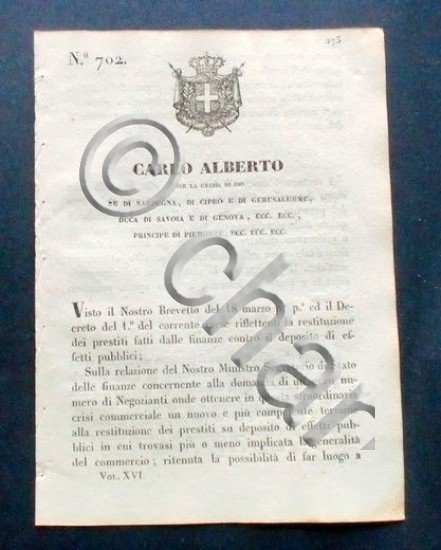 275
N.º 702.
CARLO ALBERTO
PER LA GRAZIA DI DIO
RE DI SARDEGNA, DI CIPRO E DI GERUSALEMME,
DUCA DI SAVOIA E DI GENOVA, ECC. ECC.,
PRINCIPE DI PIEMONTE, ECC. ECC. ECC.
Visto il Nostro Brevetto del 18 marzo p.º ed il De-
creto del 1.º del corrente mese riflettenti la restituzione
dei prestiti fatti dalle finanze contro il deposito di ef-
fetti pubblici;
Sulla relazione del Nostro Ministro Segretario di Stato
delle finanze concernente alla domanda di un gran nu-
mero di Negozianti onde ottenere in questa straordinaria
crisi commerciale un nuovo e più competente termine
alla restituzione dei prestiti su deposito di effetti pub-
blici in cui trovasi più o meno implicata la generalità
del commercio; ritenuta la possibilità di far luogo a
Vol. XVI.
© chax